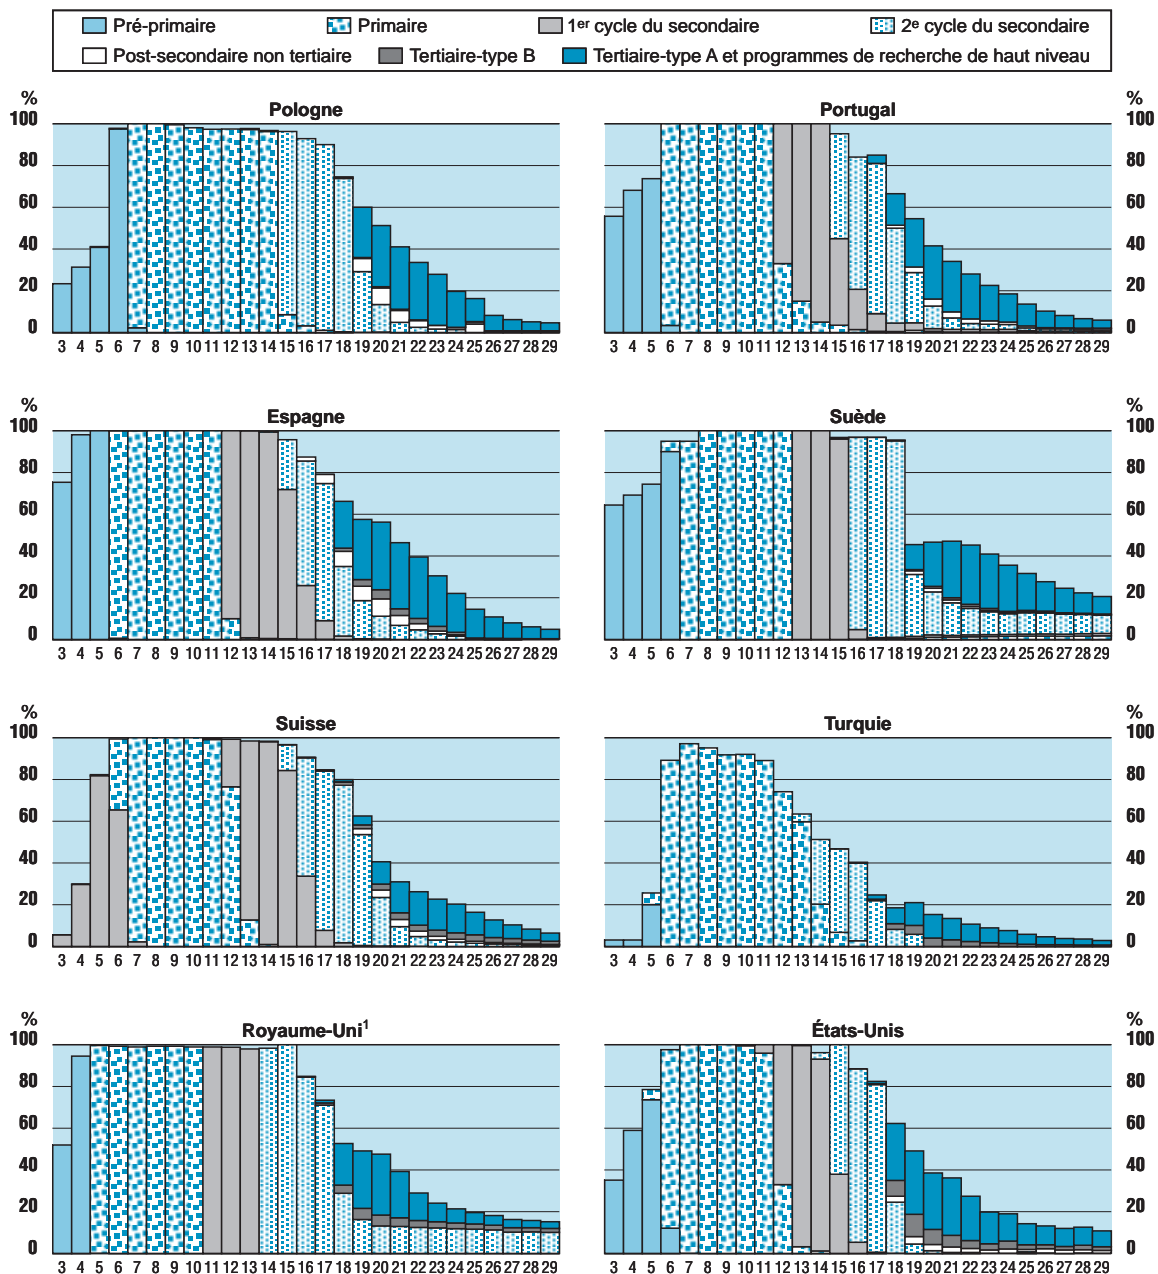 Pré-primaire Primaire 1er cycle du secondaire 2e cycle du secondaire
Post-secondaire non tertiaire Tertiaire-type B Tertiaire-type A et programmes de recherche de haut niveau
% Pologne
100
80
60
40
20
0
3 4 5 6 7 8 9 10 11 12 13 14 15 16 17 18 19 20 21 22 23 24 25 26 27 28 29
Portugal %
100
80
60
40
20
0
3 4 5 6 7 8 9 10 11 12 13 14 15 16 17 18 19 20 21 22 23 24 25 26 27 28 29
% Espagne
100
80
60
40
20
0
3 4 5 6 7 8 9 10 11 12 13 14 15 16 17 18 19 20 21 22 23 24 25 26 27 28 29
Suède %
100
80
60
40
20
0
3 4 5 6 7 8 9 10 11 12 13 14 15 16 17 18 19 20 21 22 23 24 25 26 27 28 29
% Suisse
100
80
60
40
20
0
3 4 5 6 7 8 9 10 11 12 13 14 15 16 17 18 19 20 21 22 23 24 25 26 27 28 29
Turquie %
100
80
60
40
20
0
3 4 5 6 7 8 9 10 11 12 13 14 15 16 17 18 19 20 21 22 23 24 25 26 27 28 29
% Royaume-Uni1
100
80
60
40
20
0
3 4 5 6 7 8 9 10 11 12 13 14 15 16 17 18 19 20 21 22 23 24 25 26 27 28 29
États-Unis %
100
80
60
40
20
0
3 4 5 6 7 8 9 10 11 12 13 14 15 16 17 18 19 20 21 22 23 24 25 26 27 28 29